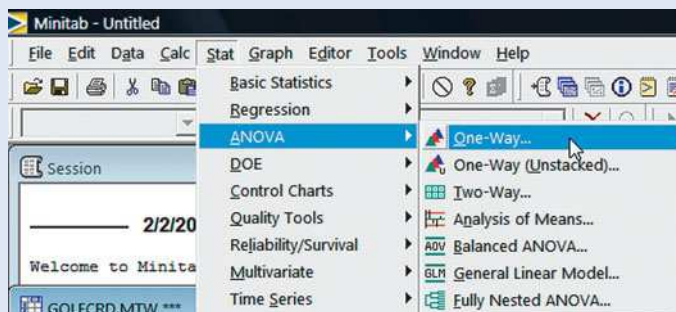 Minitab - Untitled
File Edit Data Calc Stat Graph Editor Tools Window Help
Basic Statistics
Regression
ANOVA
DOE
Control Charts
Quality Tools
Reliability/Survival
Multivariate
Time Series
One-Way...
One-Way (Unstacked)...
Two-Way...
Analysis of Means...
AOV Balanced ANOVA...
GLM General Linear Model...
Fully Nested ANOVA...
Session
2/2/20
Welcome to Minita
GOLFCRD.MTW ***